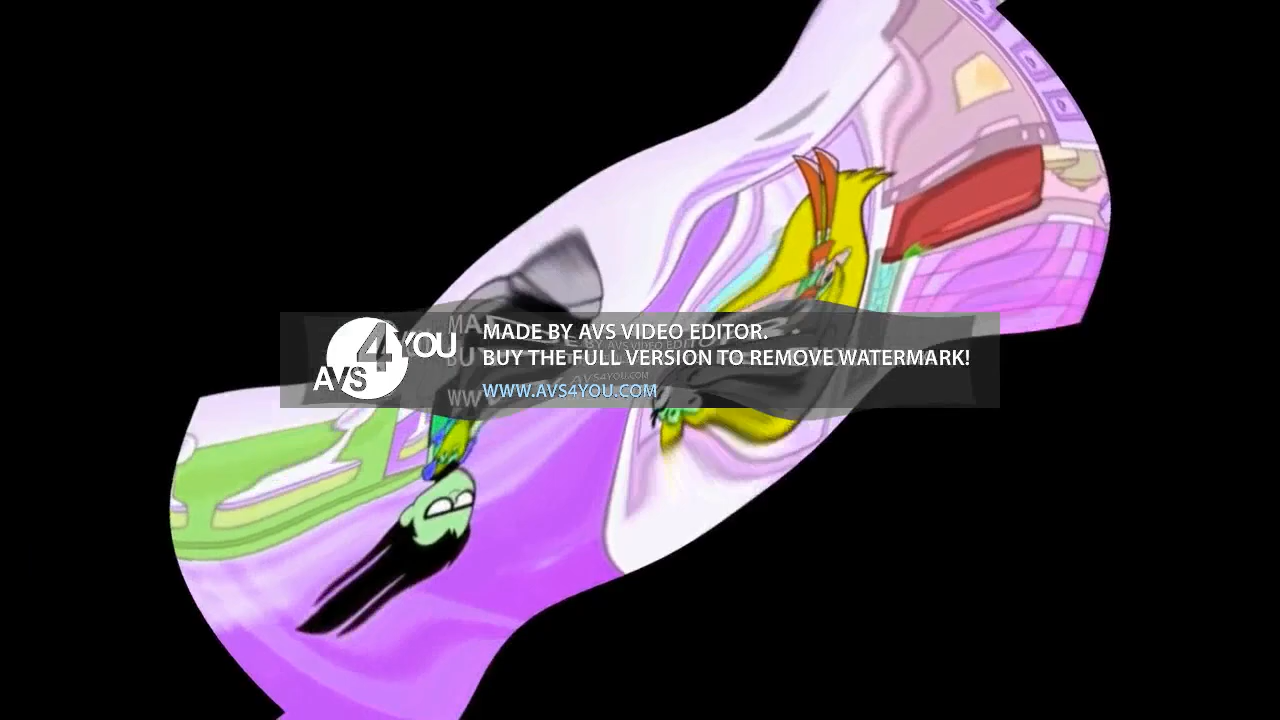 AVS4YOU
MADE BY AVS VIDEO EDITOR.
BUY THE FULL VERSION TO REMOVE WATERMARK!
WWW.AVS4YOU.COM